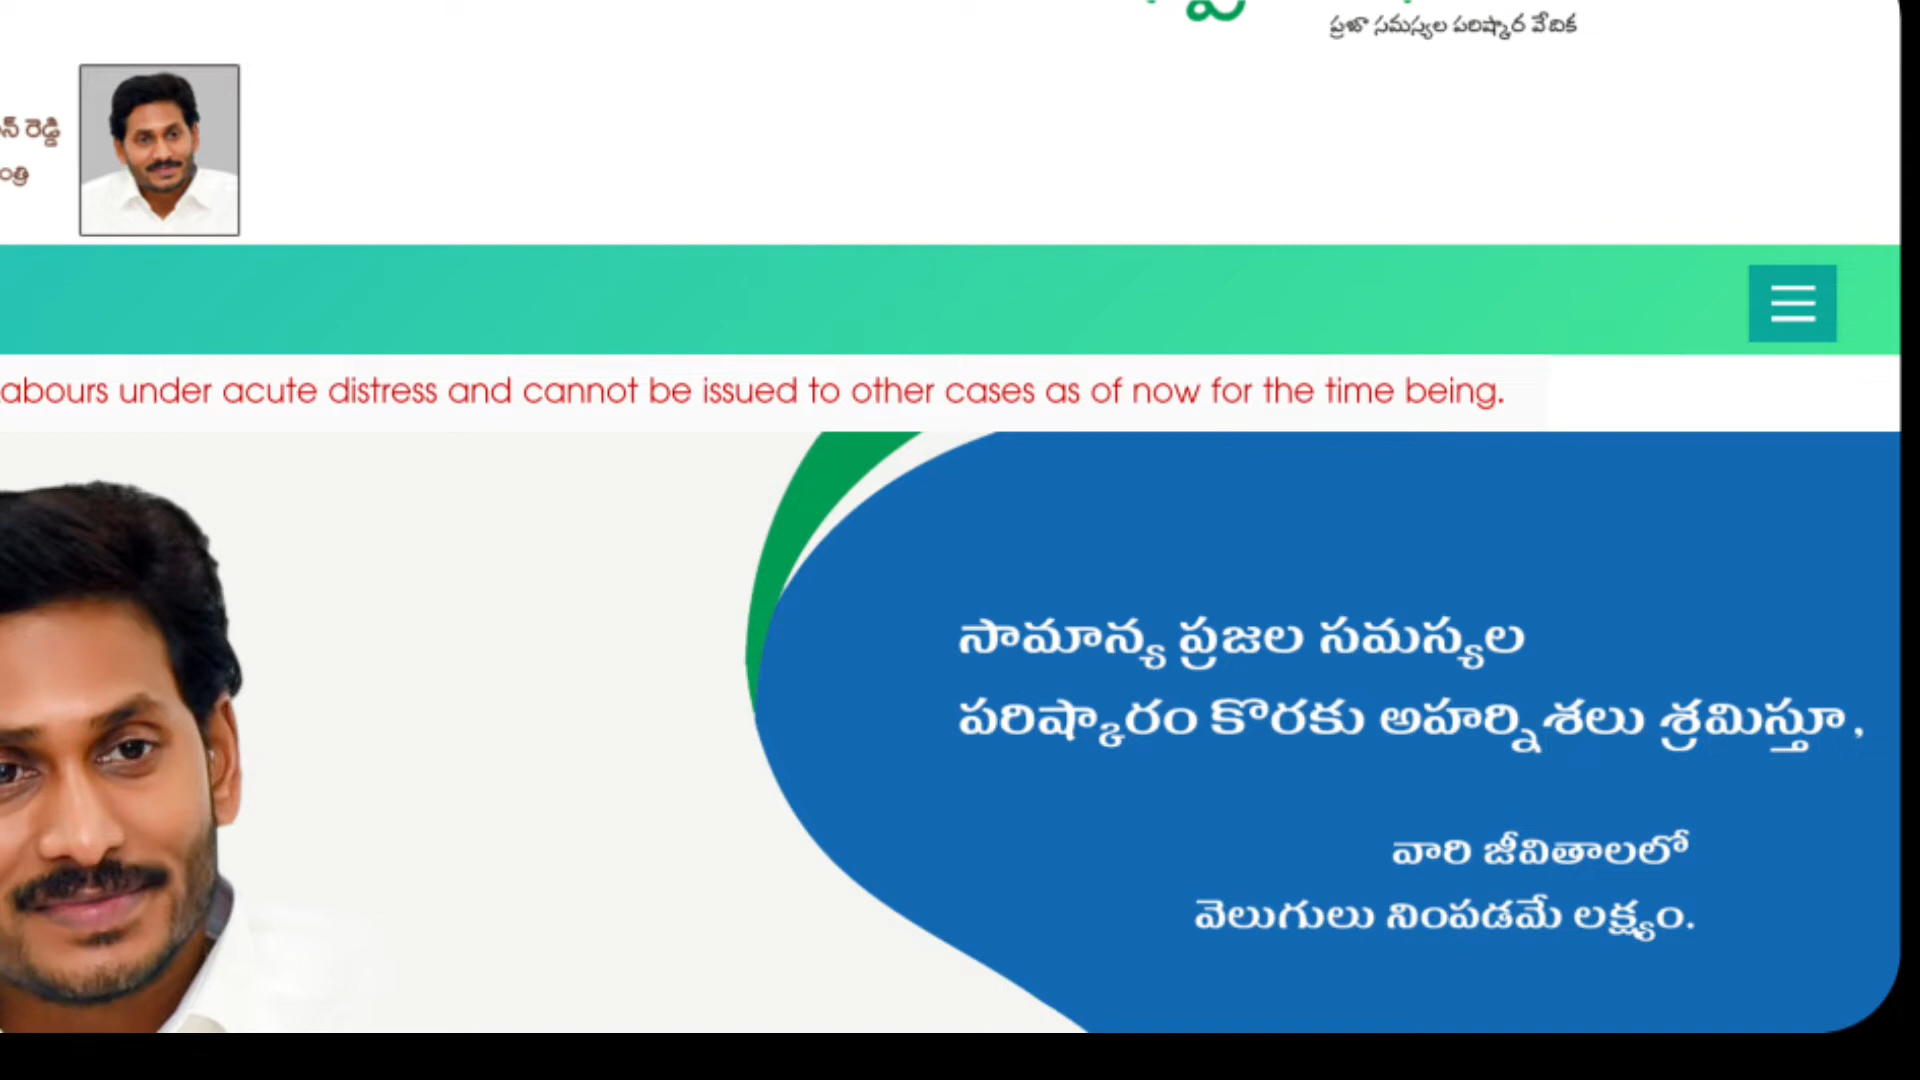 ప్రజా సమస్యల పరిష్కార వేదిక
రెడ్డి
abours under acute distress and cannot be issued to other cases as of now for the time being.
సామాన్య ప్రజల సమస్యల
పరిష్కారం కొరకు అహర్నిశలు శ్రమిస్తూ,
వారి జీవితాలలో
వెలుగులు నింపడమే లక్ష్యం.